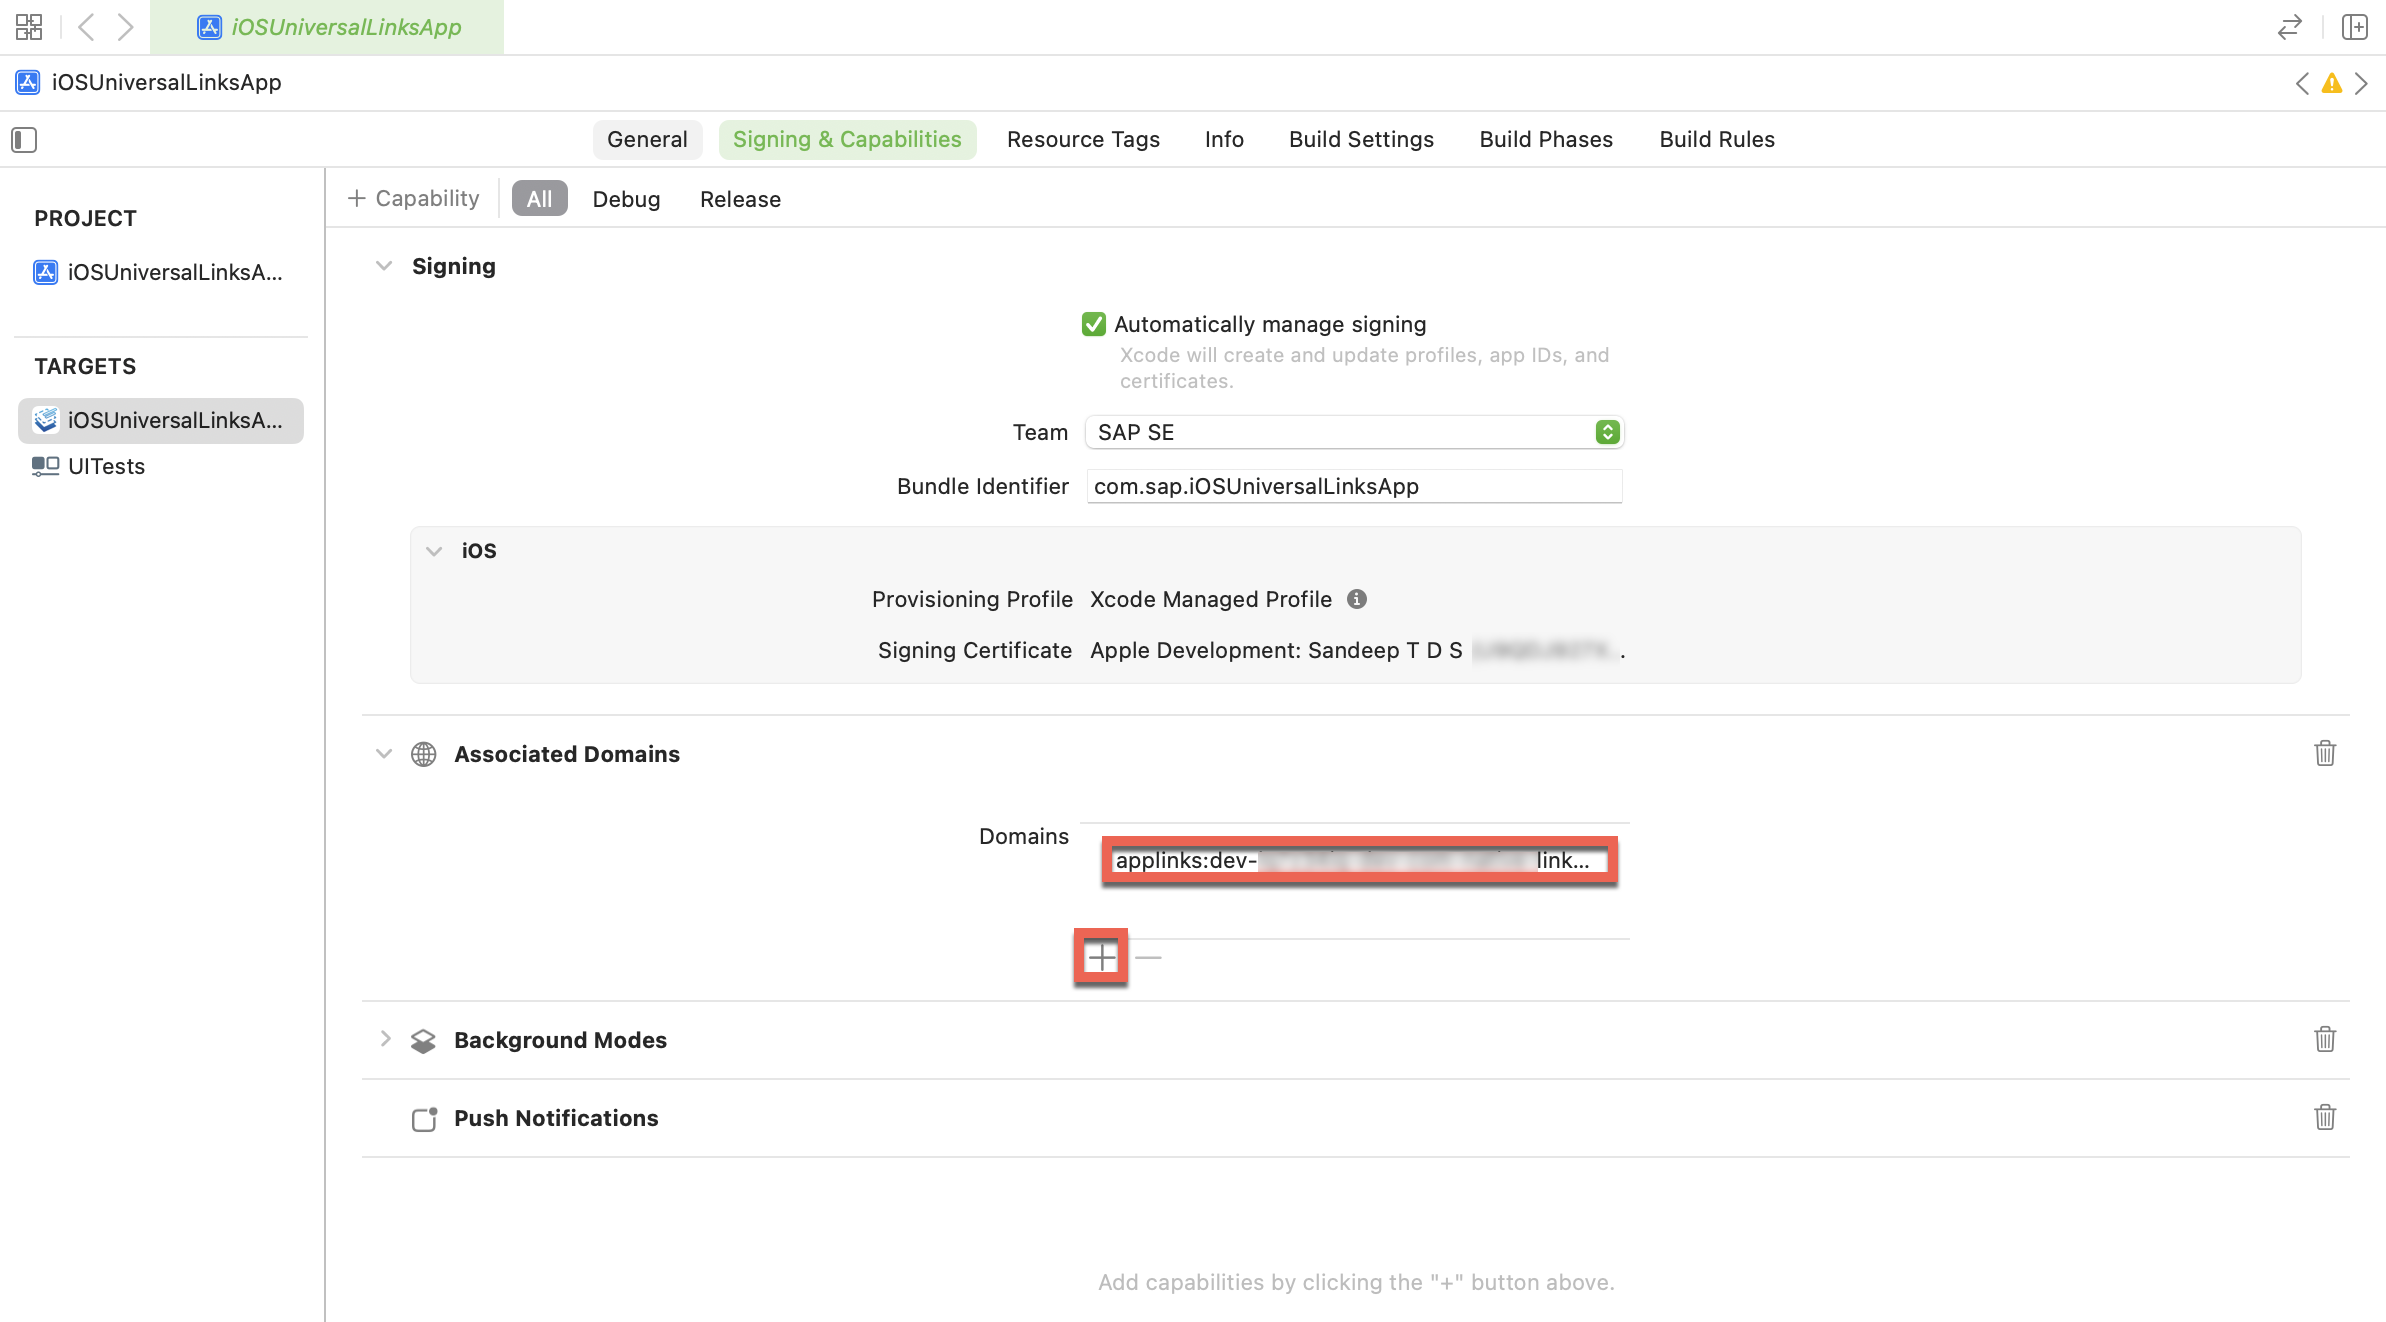 iOSUniversalLinksApp
iOSUniversalLinksApp
General Signing & Capabilities Resource Tags Info Build Settings Build Phases Build Rules
+ Capability All Debug Release
PROJECT
iOSUniversalLinksA...
TARGETS
iOSUniversalLinksA...
UITests
Signing
Automatically manage signing
Xcode will create and update profiles, app IDs, and
certificates.
Team SAP SE
Bundle Identifier com.sap.iOSUniversalLinksApp
iOS
Provisioning Profile Xcode Managed Profile
Signing Certificate Apple Development: Sandeep T D S .
Associated Domains
Domains
applinks:dev- link...
Background Modes
Push Notifications
Add capabilities by clicking the "+" button above.